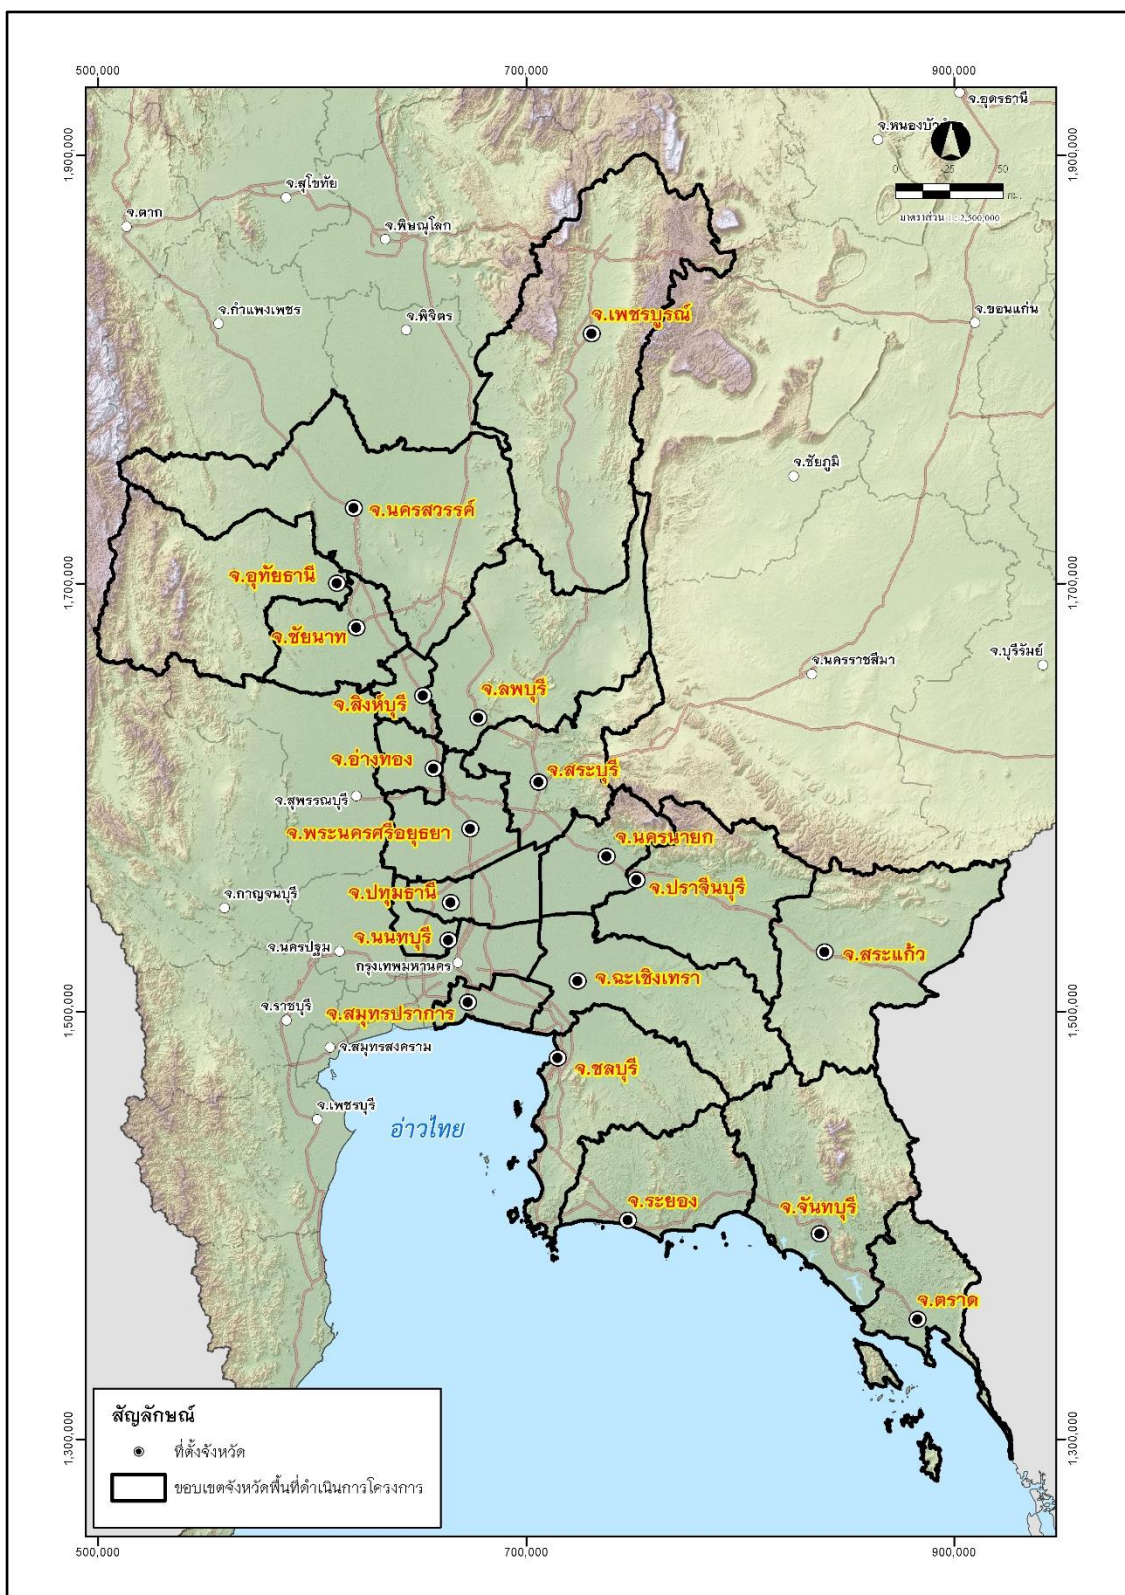 500,000
700,000
900,000
จ.อุดรธานี
จ.หนองบัว
1,900,000
1,900,000
0 25 50
กม.
มาตราส่วน 1 : 2,500,000
จ.สุโขทัย
จ.ตาก
จ.พิษณุโลก
จ.กำแพงเพชร
จ.พิจิตร
จ.เพชรบูรณ์
จ.ขอนแก่น
จ.ชัยภูมิ
จ.นครสวรรค์
จ.อุทัยธานี
1,700,000
1,700,000
จ.ชัยนาท
จ.นครราชสีมา
จ.บุรีรัมย์
จ.สิงห์บุรี
จ.ลพบุรี
จ.อ่างทอง
จ.สระบุรี
จ.สุพรรณบุรี
จ.พระนครศรีอยุธยา
จ.นครนายก
จ.กาญจนบุรี
จ.ปทุมธานี
จ.ปราจีนบุรี
จ.นนทบุรี
จ.นครปฐม
กรุงเทพมหานคร
จ.สระแก้ว
จ.ฉะเชิงเทรา
จ.ราชบุรี
จ.สมุทรปราการ
1,500,000
1,500,000
จ.สมุทรสงคราม
จ.ชลบุรี
จ.เพชรบุรี
อ่าวไทย
จ.ระยอง
จ.จันทบุรี
จ.ตราด
1,300,000
1,300,000
สัญลักษณ์
ที่ตั้งจังหวัด
ขอบเขตจังหวัดพื้นที่ดำเนินการโครงการ
500,000
700,000
900,000